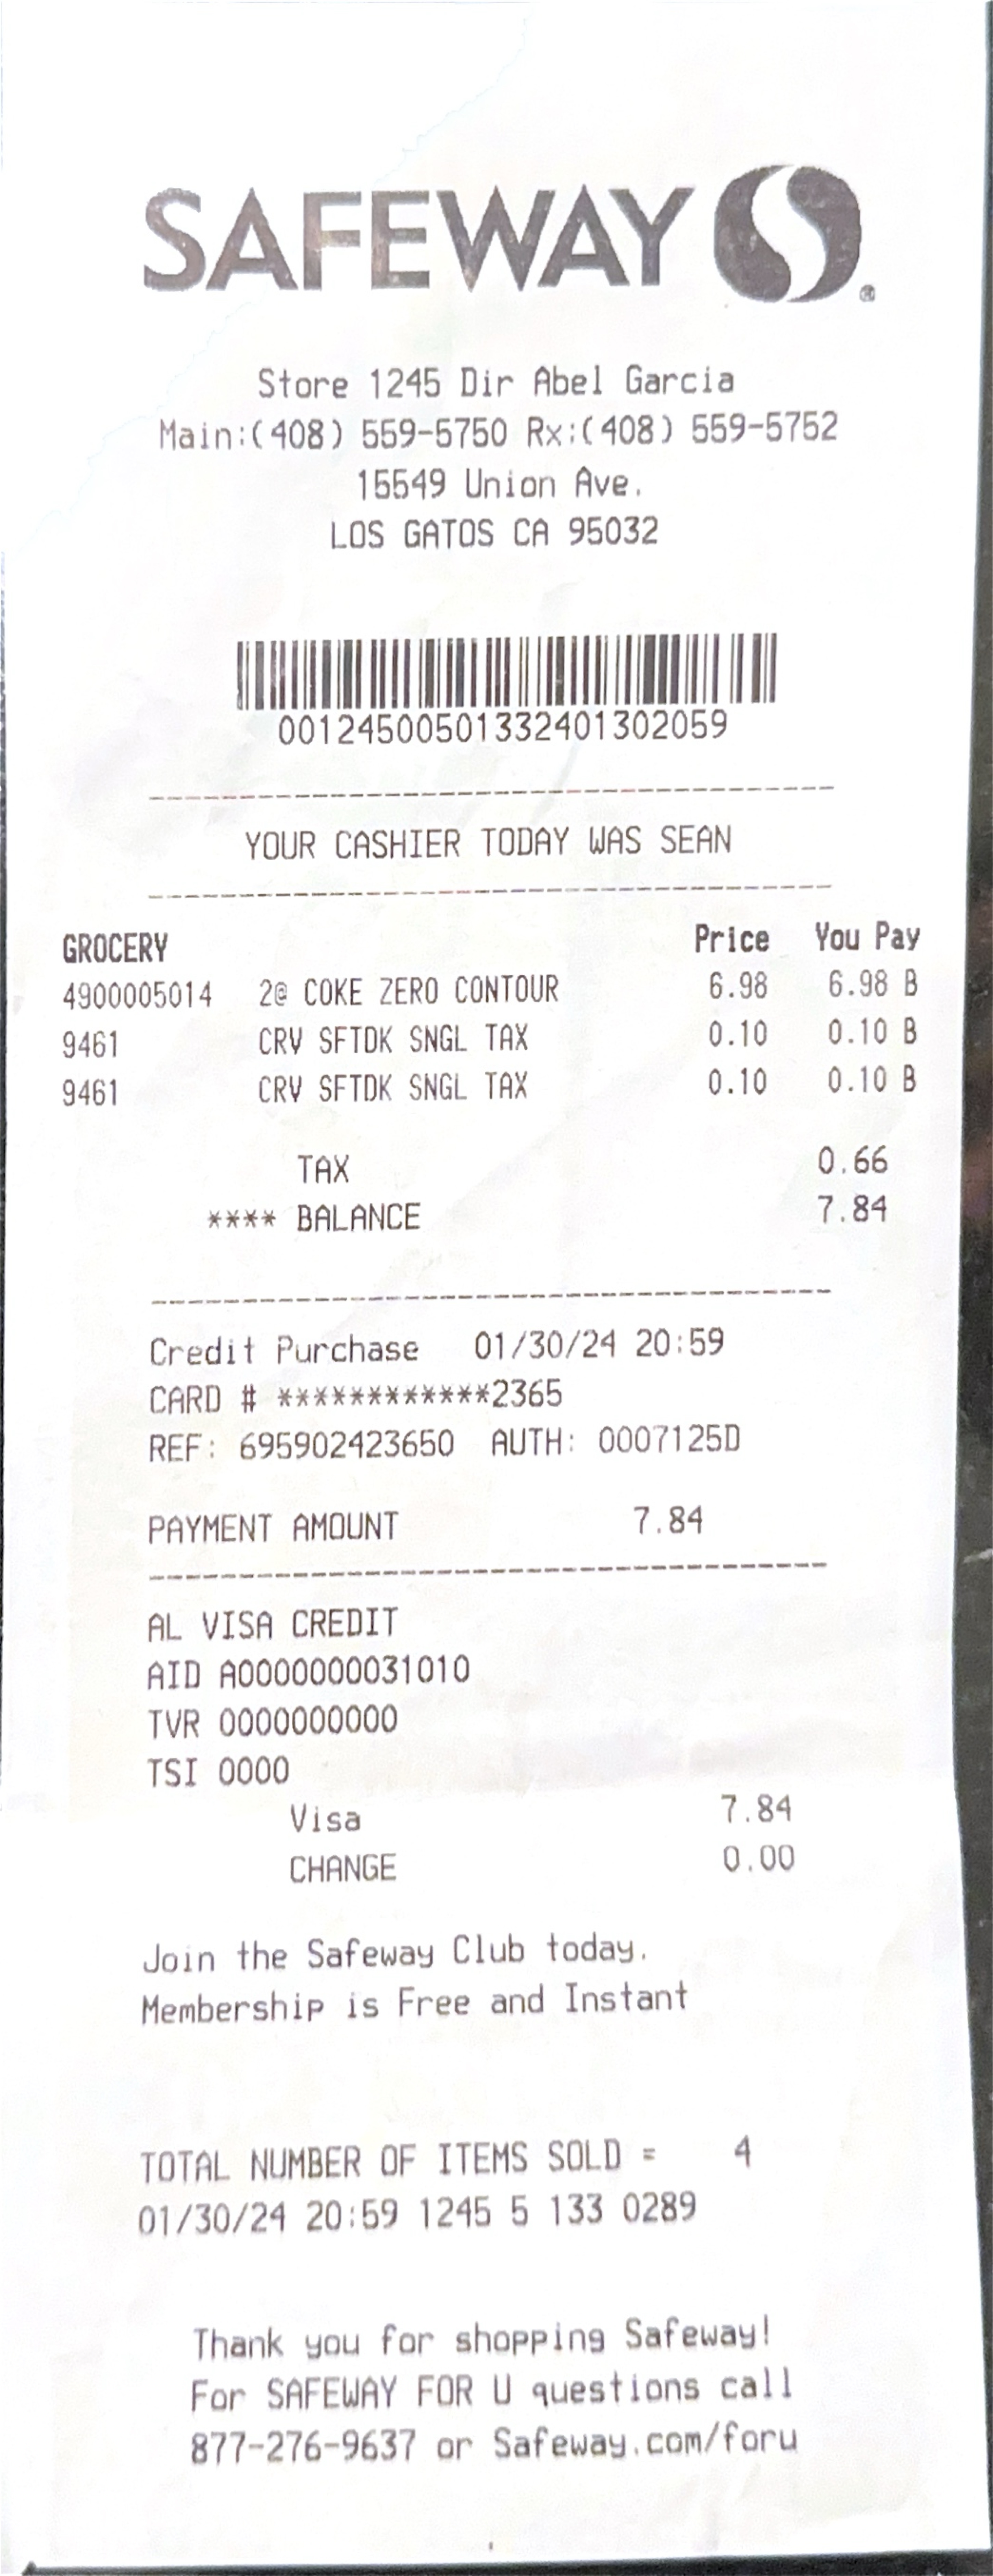 SAFEWAY
Store 1245 Dir Abel Garcia
Main:(408) 559-5750 Rx:(408) 559-5752
15549 Union Ave.
LOS GATOS CA 95032
00124500501332401302059
YOUR CASHIER TODAY WAS SEAN
GROCERY Price You Pay
4900005014 2@ COKE ZERO CONTOUR 6.98 6.98 B
9461 CRV SFTDK SNGL TAX 0.10 0.10 B
9461 CRV SFTDK SNGL TAX 0.10 0.10 B
TAX 0.66
**** BALANCE 7.84
Credit Purchase 01/30/24 20:59
CARD # ************2365
REF: 695902423650 AUTH: 0007125D
PAYMENT AMOUNT 7.84
AL VISA CREDIT
AID A0000000031010
TVR 0000000000
TSI 0000
Visa 7.84
CHANGE 0.00
Join the Safeway Club today.
Membership is Free and Instant
TOTAL NUMBER OF ITEMS SOLD = 4
01/30/24 20:59 1245 5 133 0289
Thank you for shopping Safeway!
For SAFEWAY FOR U questions call
877-276-9637 or Safeway.com/foru